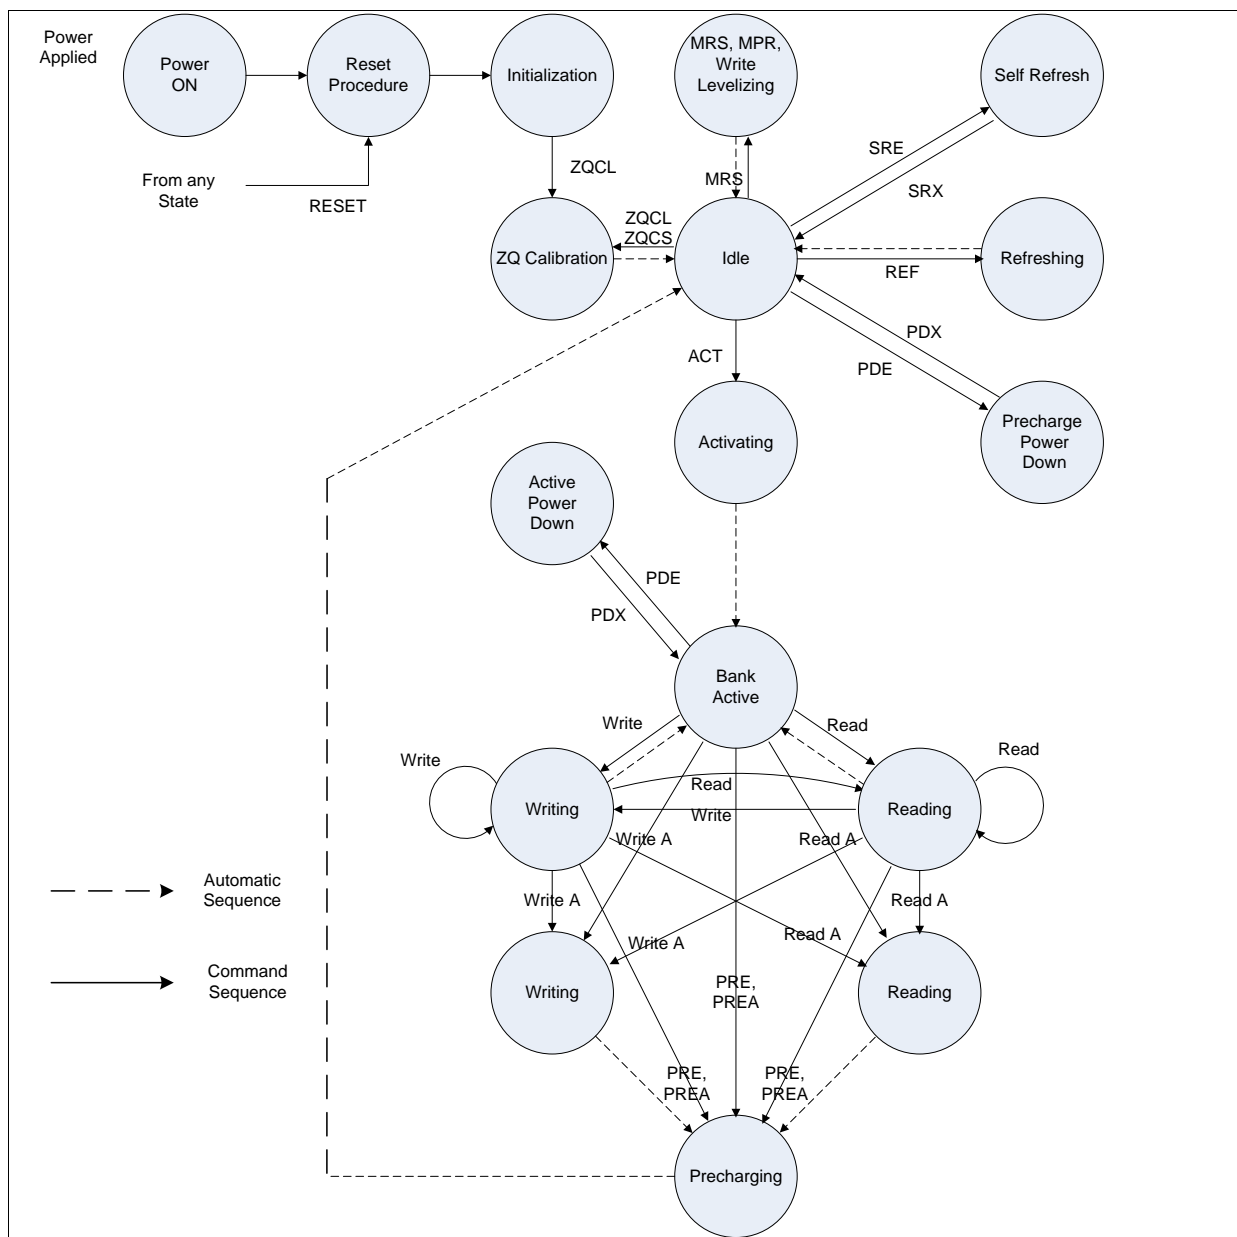 Power
Applied
Power
ON
Reset
Procedure
Initialization
MRS, MPR,
Write
Levelizing
Self Refresh
From any
State
RESET
ZQCL
MRS
SRE
SRX
ZQCL
ZQCS
ZQ Calibration
Idle
REF
Refreshing
PDX
PDE
ACT
Activating
Precharge
Power
Down
Active
Power
Down
PDE
PDX
Bank
Active
Write
Read
Write
Read
Writing
Read
Write
Reading
Write A
Read A
Write A
Read A
Write A
Read A
Automatic
Sequence
Command
Sequence
Writing
PRE,
PREA
Reading
PRE,
PREA
PRE,
PREA
Precharging